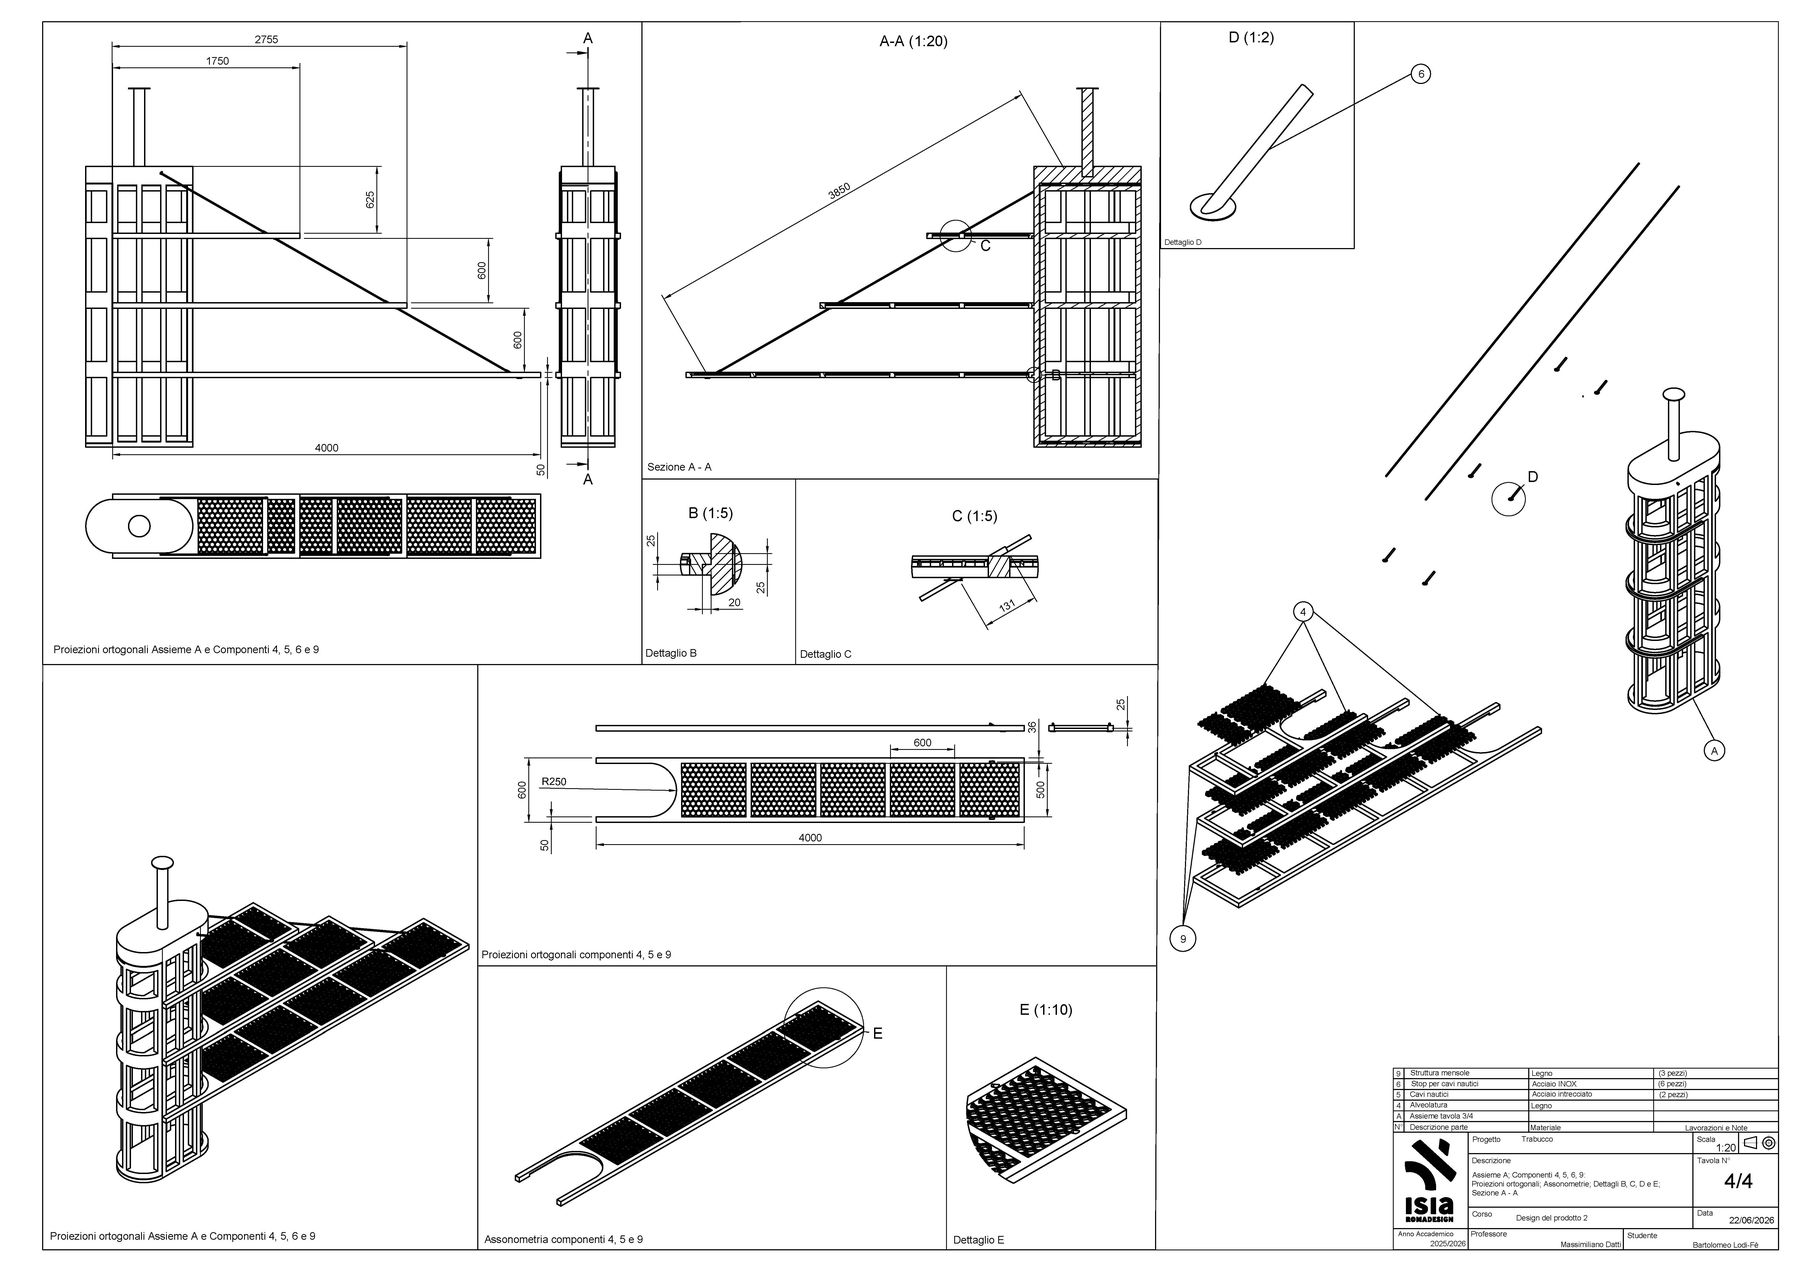 2755
1750
A
625
600
600
4000
50
A
Proiezioni ortogonali Assieme A e Componenti 4, 5, 6 e 9
A-A (1:20)
3850
C
B
Sezione A - A
D (1:2)
6
Dettaglio D
B (1:5)
25
20
25
Dettaglio B
C (1:5)
131
Dettaglio C
D
4
A
9
25
36
600
R250
600
500
50
4000
Proiezioni ortogonali componenti 4, 5 e 9
Proiezioni ortogonali Assieme A e Componenti 4, 5, 6 e 9
E
Assonometria componenti 4, 5 e 9
E (1:10)
Dettaglio E
9 Struttura mensole Legno (3 pezzi)
6 Stop per cavi nautici Acciaio INOX (6 pezzi)
5 Cavi nautici Acciaio intrecciato (2 pezzi)
4 Alveolatura Legno
A Assieme tavola 3/4
N° Descrizione parte Materiale Lavorazioni e Note
ISIA
ROMADESIGN
Progetto Trabucco
Scala
1:20
Descrizione
Assieme A; Componenti 4, 5, 6, 9:
Proiezioni ortogonali; Assonometrie; Dettagli B, C, D e E;
Sezione A - A
Tavola N°
4/4
Corso Design del prodotto 2
Data
22/06/2026
Anno Accademico
2025/2026
Professore
Massimiliano Datti
Studente
Bartolomeo Lodi-Fè